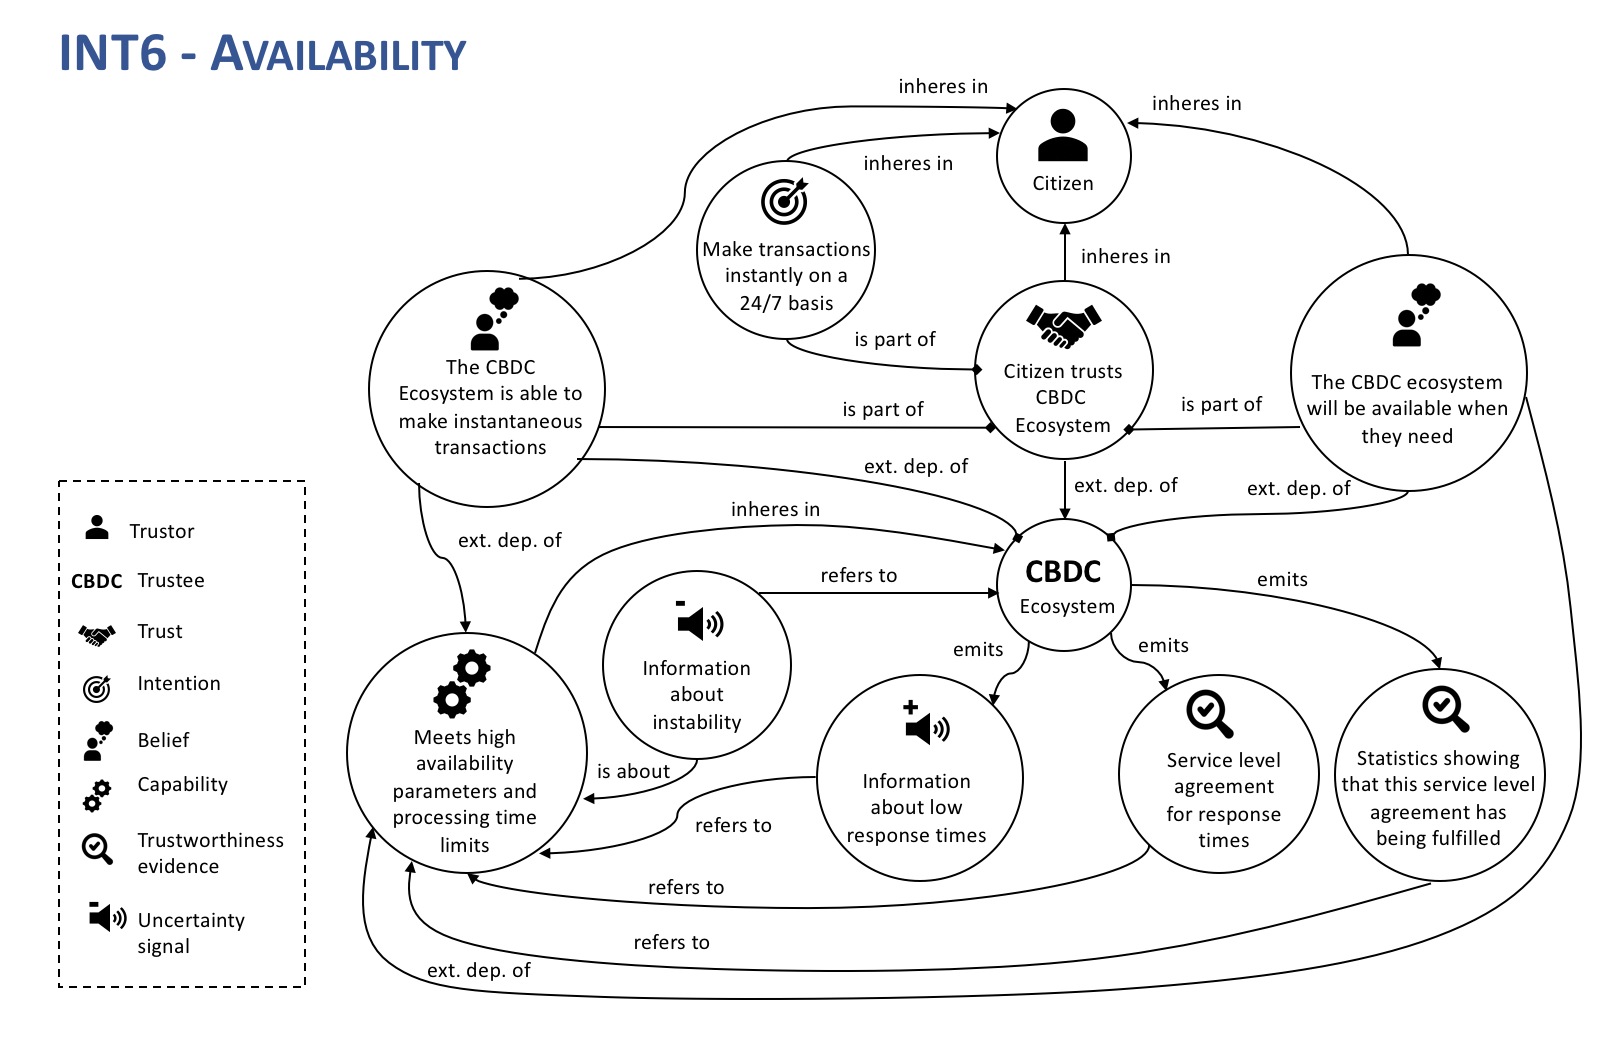 INT6 - AVAILABILITY
inheres in
inheres in
inheres in
Citizen
Make transactions
instantly on a
24/7 basis
inheres in
is part of
The CBDC
Ecosystem is able to
make instantaneous
transactions
Citizen trusts
CBDC
Ecosystem
The CBDC ecosystem
will be available when
they need
is part of
is part of
ext. dep. of
ext. dep. of
ext. dep. of
inheres in
ext. dep. of
CBDC
Ecosystem
refers to
emits
emits
emits
Information
about
instability
Meets high
availability
parameters and
processing time
limits
is about
Information
about low
response times
Service level
agreement
for response
times
Statistics showing
that this service level
agreement has
being fulfilled
refers to
refers to
refers to
ext. dep. of
Trustor
CBDC Trustee
Trust
Intention
Belief
Capability
Trustworthiness
evidence
Uncertainty
signal